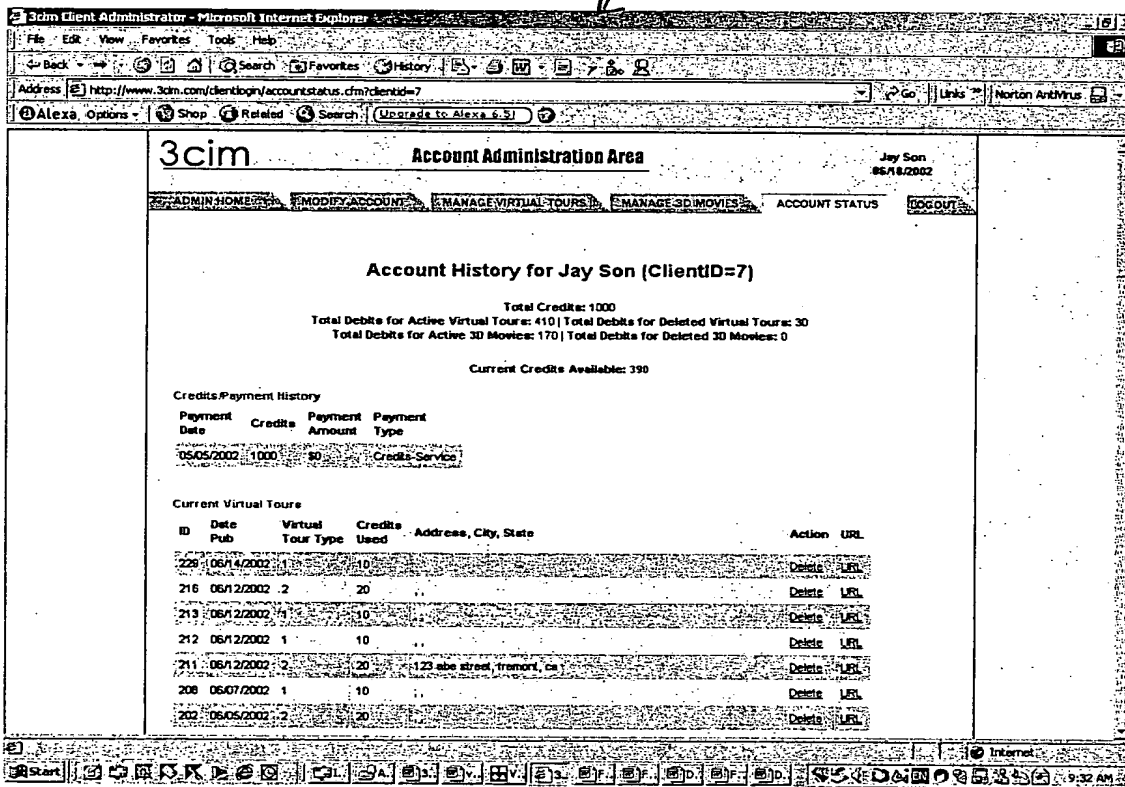 3cim Client Administrator - Microsoft Internet Explorer
File Edit View Favorites Tools Help
Back Search Favorites History
Address http://www.3cim.com/clientlogin/accountstatus.cfm?clientid=7 Go Links Norton AntiVirus
Alexa Options Shop Related Search Upgrade to Alexa 6.5!
3cim Account Administration Area Jay Son
06/18/2002
ADMIN HOME MODIFY ACCOUNT MANAGE VIRTUAL TOURS MANAGE 3D MOVIES ACCOUNT STATUS LOGOUT
Account History for Jay Son (ClientID=7)
Total Credits: 1000
Total Debits for Active Virtual Tours: 410 | Total Debits for Deleted Virtual Tours: 30
Total Debits for Active 3D Movies: 170 | Total Debits for Deleted 3D Movies: 0
Current Credits Available: 390
Credits/Payment History
Payment Date Credits Payment Amount Payment Type
05/05/2002 1000 $0 Credits-Service
Current Virtual Tours
ID Date Pub Virtual Tour Type Credits Used Address, City, State Action URL
229 06/14/2002 1 10 Delete URL
216 06/12/2002 2 20 , , Delete URL
213 06/12/2002 1 10 Delete URL
212 06/12/2002 1 10 , , Delete URL
211 06/12/2002 2 20 123 abe street, fremont, ca Delete URL
208 06/07/2002 1 10 , , Delete URL
202 06/05/2002 2 20 Delete URL
Internet
Start 9:32 AM